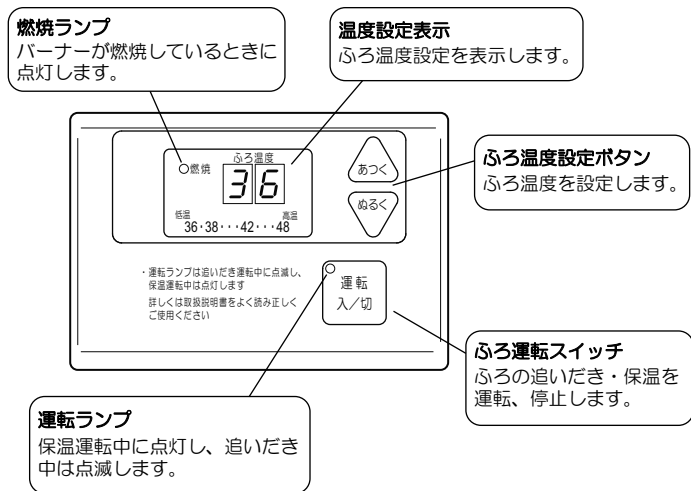 燃焼ランプ
バーナーが燃焼しているときに
点灯します。
温度設定表示
ふろ温度設定を表示します。
燃焼
ふろ温度
36
低温
高温
36・38・・・42・・・48
あつく
ぬるく
ふろ温度設定ボタン
ふろ温度を設定します。
・運転ランプは追いだき運転中に点滅し、
保温運転中は点灯します
詳しくは取扱説明書をよく読み正しく
ご使用ください
運転
入/切
ふろ運転スイッチ
ふろの追いだき・保温を
運転、停止します。
運転ランプ
保温運転中に点灯し、追いだき
中は点滅します。